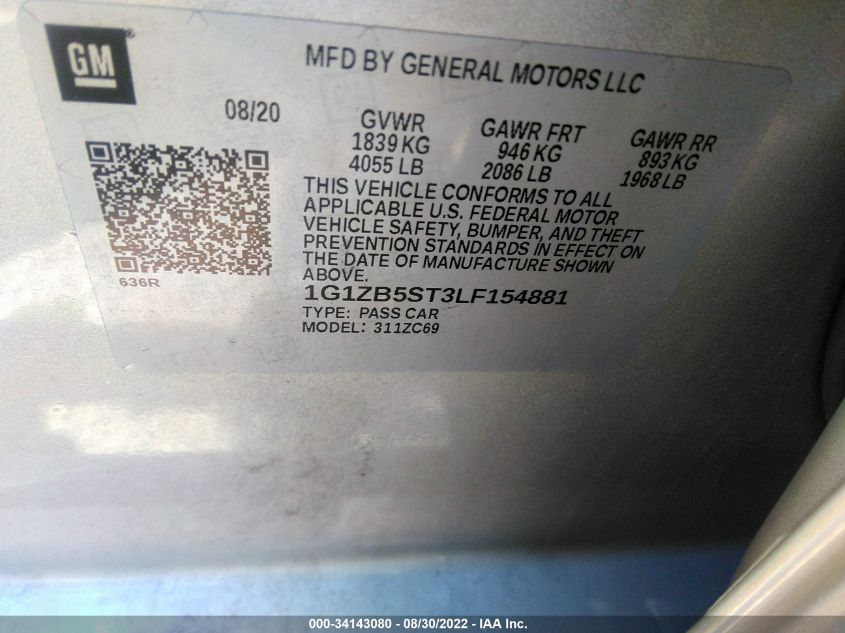 GM®
MFD BY GENERAL MOTORS LLC
08/20
GVWR GAWR FRT GAWR RR
1839 KG 946 KG 893 KG
4055 LB 2086 LB 1968 LB
THIS VEHICLE CONFORMS TO ALL
APPLICABLE U.S. FEDERAL MOTOR
VEHICLE SAFETY, BUMPER, AND THEFT
PREVENTION STANDARDS IN EFFECT ON
THE DATE OF MANUFACTURE SHOWN
ABOVE.
636R
1G1ZB5ST3LF154881
TYPE: PASS CAR
MODEL: 311ZC69
000-34143080 - 08/30/2022 - IAA Inc.